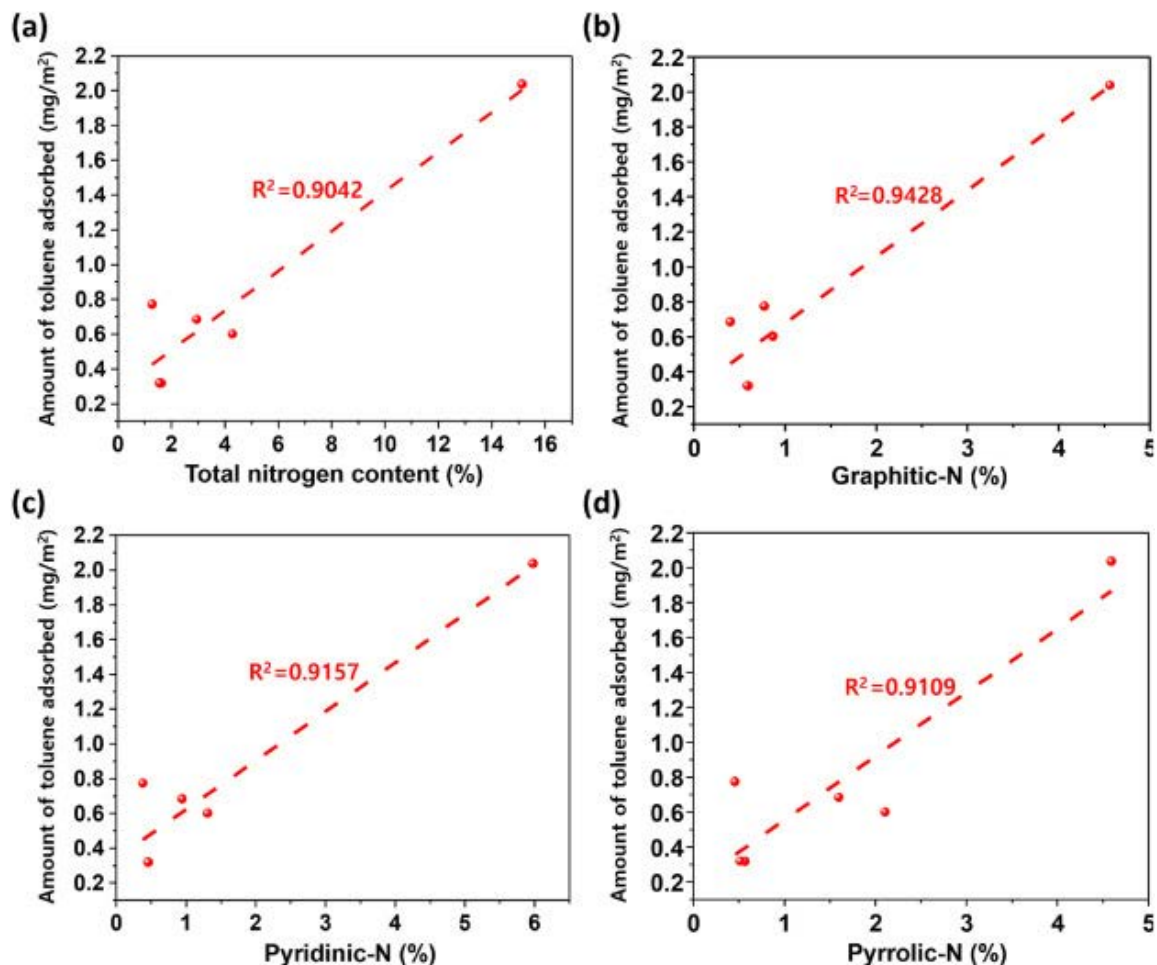 (a)
Amount of toluene adsorbed (mg/m²)
2.2
2.0
1.8
1.6
1.4
1.2
1.0
0.8
0.6
0.4
0.2
R²=0.9042
0 2 4 6 8 10 12 14 16
Total nitrogen content (%)
(b)
Amount of toluene adsorbed (mg/m²)
2.2
2.0
1.8
1.6
1.4
1.2
1.0
0.8
0.6
0.4
0.2
R²=0.9428
0 1 2 3 4 5
Graphitic-N (%)
(c)
Amount of toluene adsorbed (mg/m²)
2.2
2.0
1.8
1.6
1.4
1.2
1.0
0.8
0.6
0.4
0.2
R²=0.9157
0 1 2 3 4 5 6
Pyridinic-N (%)
(d)
Amount of toluene adsorbed (mg/m²)
2.2
2.0
1.8
1.6
1.4
1.2
1.0
0.8
0.6
0.4
0.2
R²=0.9109
0 1 2 3 4 5
Pyrrolic-N (%)